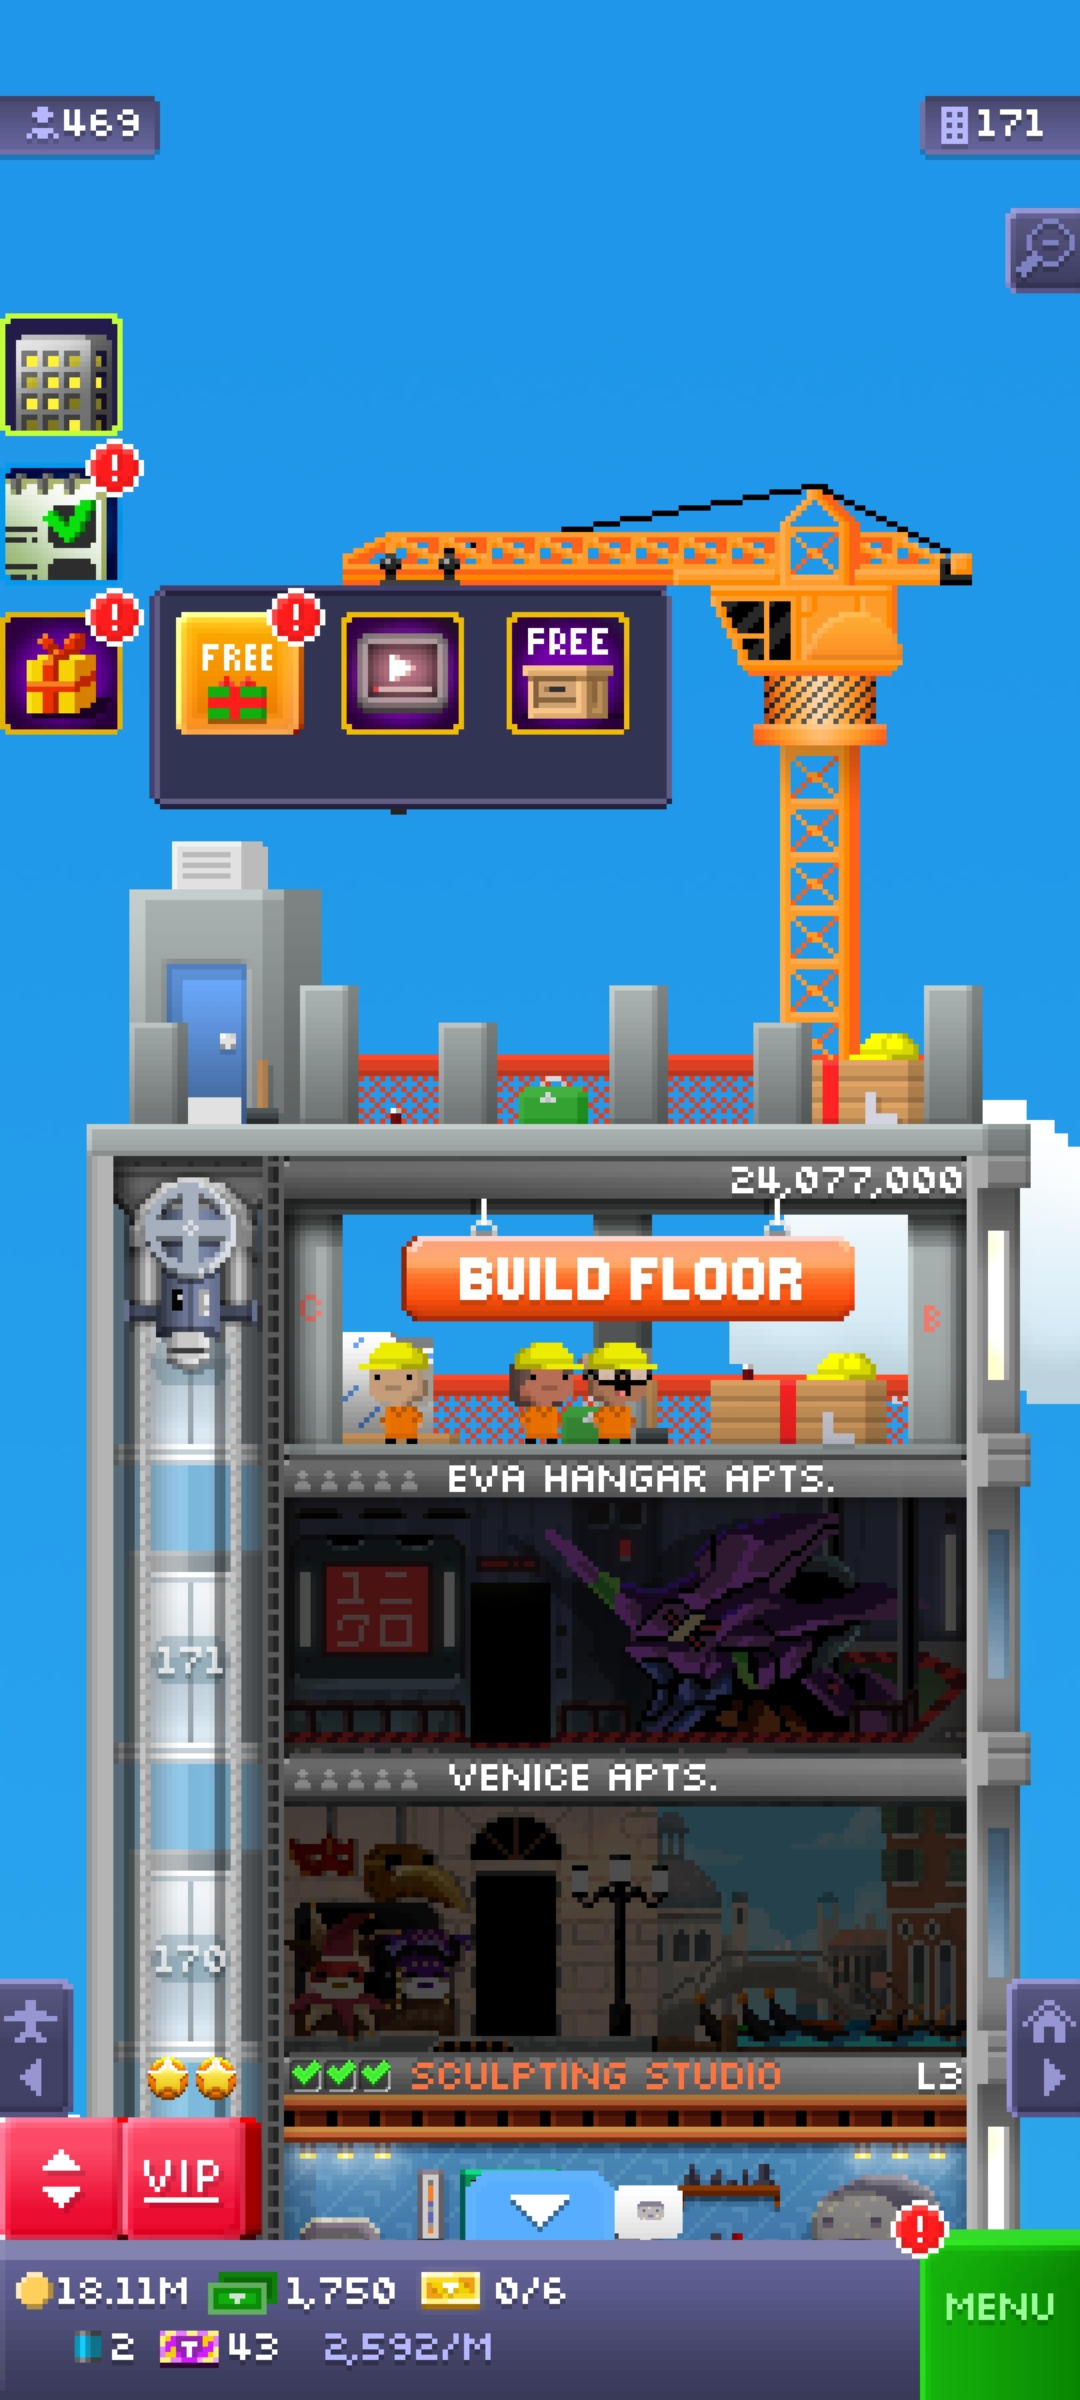 469
171
FREE
FREE
24,077,000
BUILD FLOOR
C
B
EVA HANGAR APTS.
171
VENICE APTS.
170
SCULPTING STUDIO L3
VIP
18.11M 1,750 0/6
MENU
2 43 2,592/M